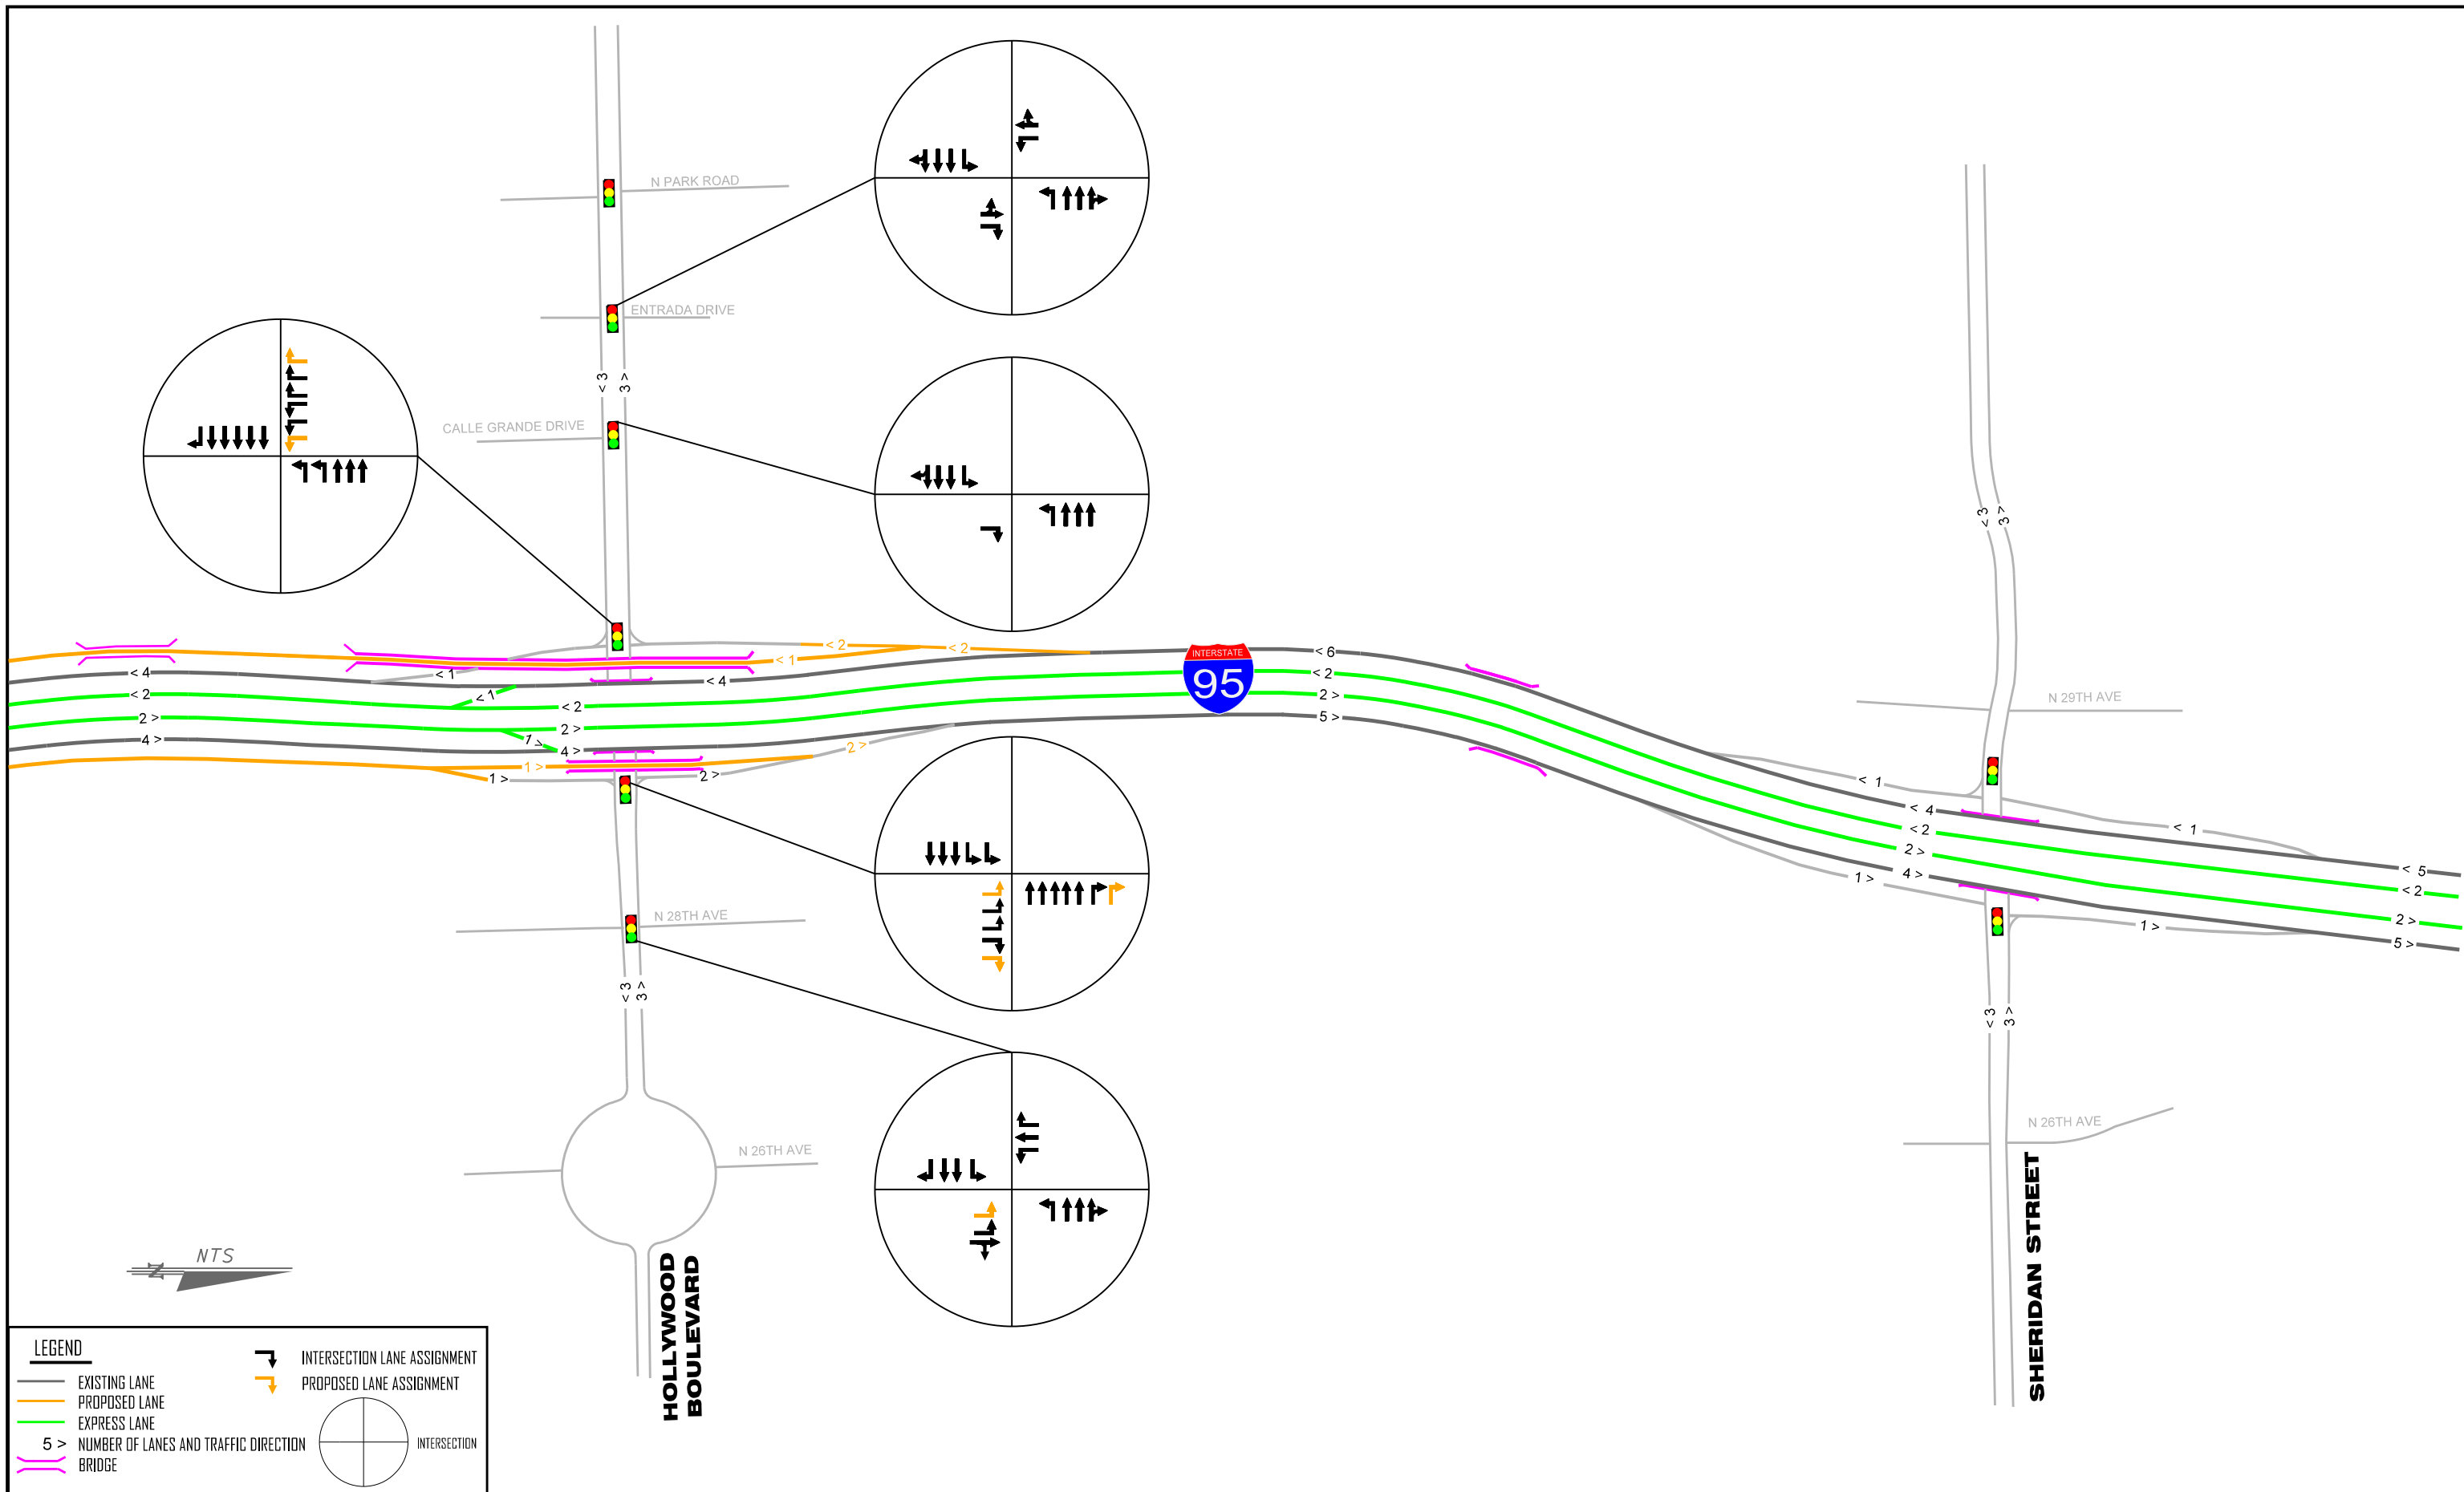 N PARK ROAD
ENTRADA DRIVE
< 3
3 >
CALLE GRANDE DRIVE
< 3
3 >
< 2
< 2
< 1
INTERSTATE
95
< 6
< 2
2 >
5 >
< 4
< 2
2 >
4 >
< 1
< 1
< 4
< 2
2 >
1 >
4 >
1 >
1 >
2 >
2 >
N 29TH AVE
< 1
< 4
< 2
2 >
4 >
1 >
< 1
1 >
< 5
< 2
2 >
5 >
N 28TH AVE
< 3
3 >
< 3
3 >
N 26TH AVE
N 26TH AVE
HOLLYWOOD
BOULEVARD
SHERIDAN STREET
NTS
N
LEGEND
EXISTING LANE
PROPOSED LANE
EXPRESS LANE
5 > NUMBER OF LANES AND TRAFFIC DIRECTION
BRIDGE
INTERSECTION LANE ASSIGNMENT
PROPOSED LANE ASSIGNMENT
INTERSECTION